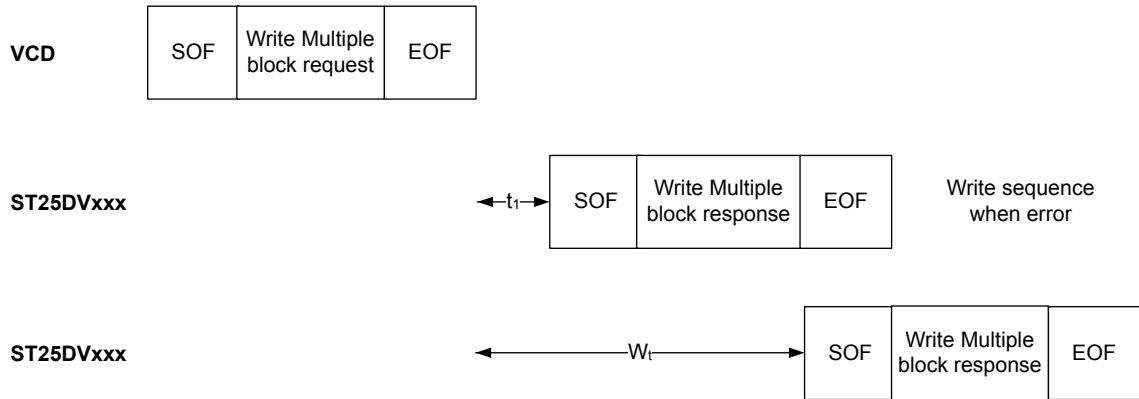 VCD
SOF
Write Multiple
block request
EOF
ST25DVxxx
t₁
SOF
Write Multiple
block response
EOF
Write sequence
when error
ST25DVxxx
Wₜ
SOF
Write Multiple
block response
EOF